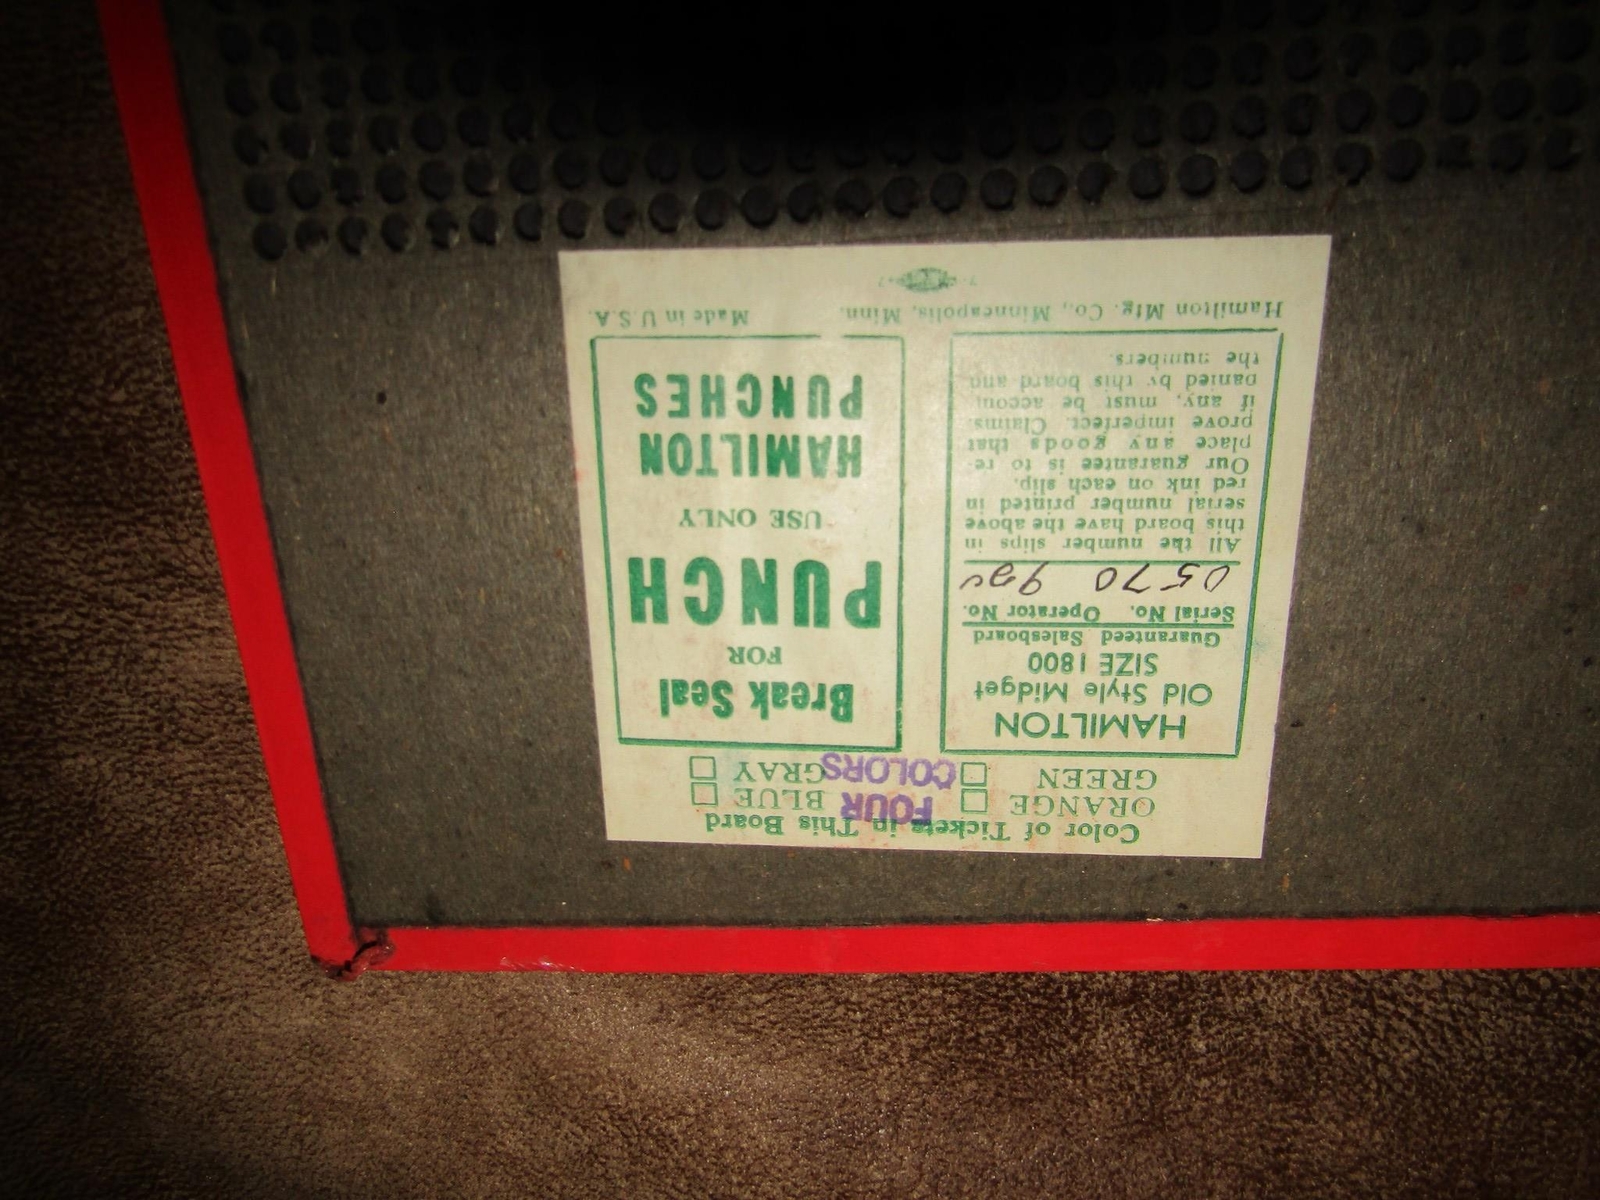 Color of Tickets in This Board
ORANGE BLUE
GREEN GRAY
FOUR
COLORS
HAMILTON
Old Style Midget
SIZE 1800
Guaranteed Salesboard
Serial No. Operator No.
0570
All the number slips in
this board have the above
serial number printed in
red ink on each slip.
Our guarantee is to re-
place any goods that
prove imperfect. Claims,
if any, must be accom
panied by this board and
the numbers.
Break Seal
FOR
PUNCH
USE ONLY
HAMILTON
PUNCHES
Hamilton Mfg. Co., Minneapolis, Minn. Made in U.S.A.